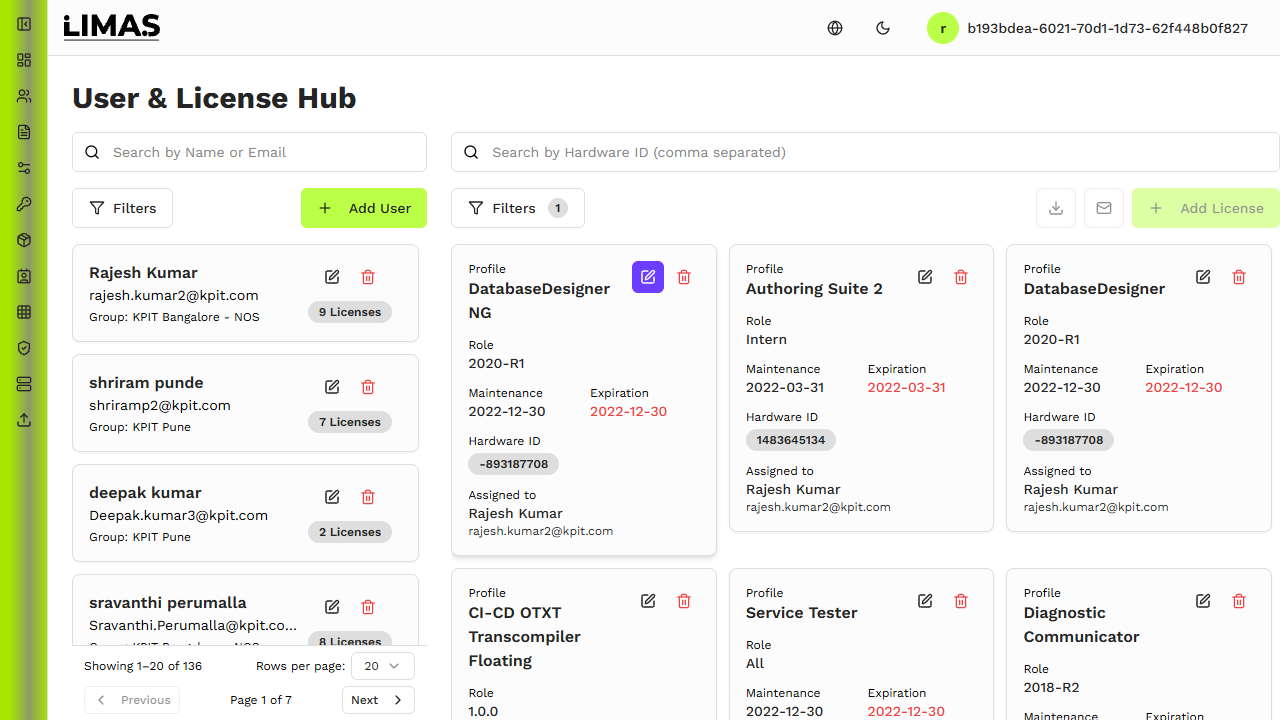 LIMAS
r
b193bdea-6021-70d1-1d73-62f448b0f827
User & License Hub
Search by Name or Email
Filters
Add User
Rajesh Kumar
rajesh.kumar2@kpit.com
Group: KPIT Bangalore - NOS
9 Licenses
shriram punde
shriramp2@kpit.com
Group: KPIT Pune
7 Licenses
deepak kumar
Deepak.kumar3@kpit.com
Group: KPIT Pune
2 Licenses
sravanthi perumalla
Sravanthi.Perumalla@kpit.co...
8 Licenses
Showing 1–20 of 136
Rows per page:
20
Previous
Page 1 of 7
Next
Search by Hardware ID (comma separated)
Filters
1
Add License
Profile
DatabaseDesigner
NG
Role
2020-R1
Maintenance
2022-12-30
Expiration
2022-12-30
Hardware ID
-893187708
Assigned to
Rajesh Kumar
rajesh.kumar2@kpit.com
Profile
Authoring Suite 2
Role
Intern
Maintenance
2022-03-31
Expiration
2022-03-31
Hardware ID
1483645134
Assigned to
Rajesh Kumar
rajesh.kumar2@kpit.com
Profile
DatabaseDesigner
Role
2020-R1
Maintenance
2022-12-30
Expiration
2022-12-30
Hardware ID
-893187708
Assigned to
Rajesh Kumar
rajesh.kumar2@kpit.com
Profile
CI-CD OTXT
Transcompiler
Floating
Role
1.0.0
Profile
Service Tester
Role
All
Maintenance
2022-12-30
Expiration
2022-12-30
Profile
Diagnostic
Communicator
Role
2018-R2
Maintenance
Expiration